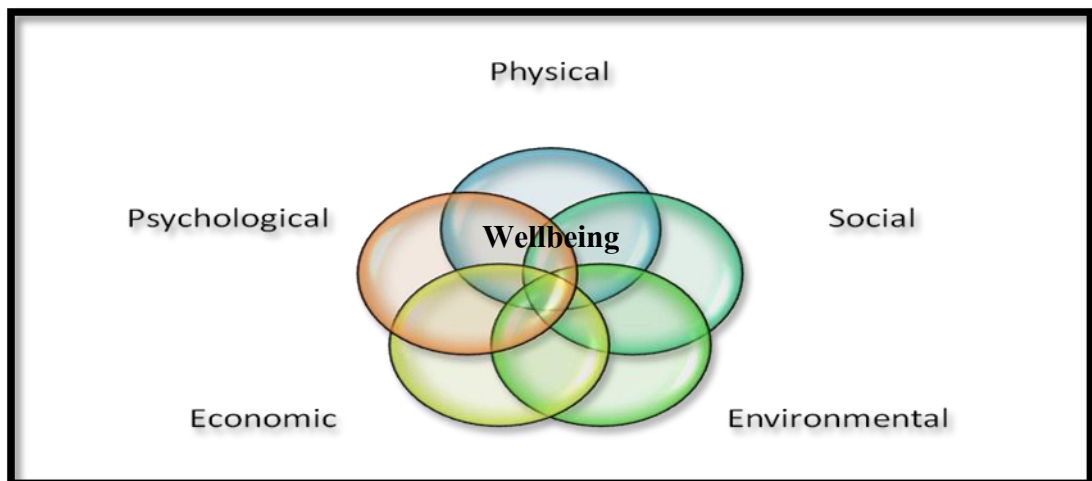 Physical
Psychological
Social
Wellbeing
Economic
Environmental